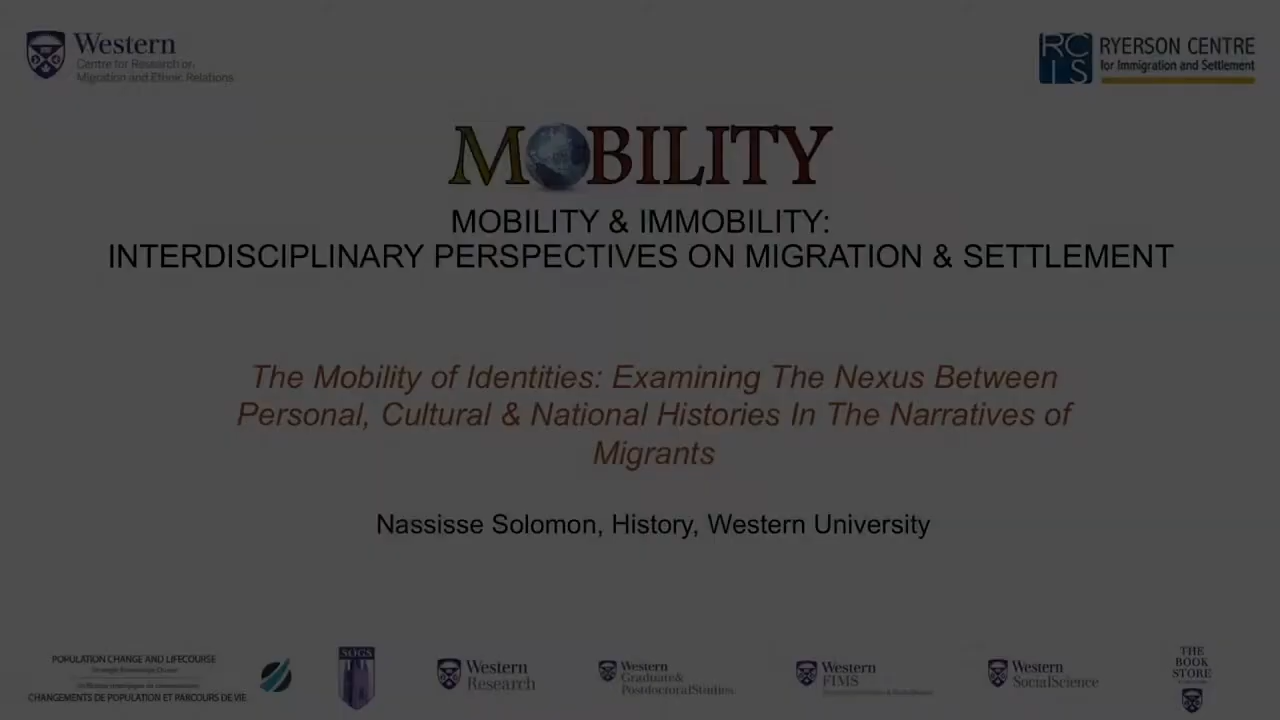 Western
Centre for Research on
Migration and Ethnic Relations
RCIS
RYERSON CENTRE
for Immigration and Settlement
MOBILITY
MOBILITY & IMMOBILITY:
INTERDISCIPLINARY PERSPECTIVES ON MIGRATION & SETTLEMENT
The Mobility of Identities: Examining The Nexus Between
Personal, Cultural & National Histories In The Narratives of
Migrants
Nassisse Solomon, History, Western University
POPULATION CHANGE AND LIFECOURSE
CHANGEMENTS DE POPULATION ET PARCOURS DE VIE
SOGS
Western
Research
Western
Graduate &
PostdoctoralStudies
Western
FIMS
Western
SocialScience
THE
BOOK
STORE